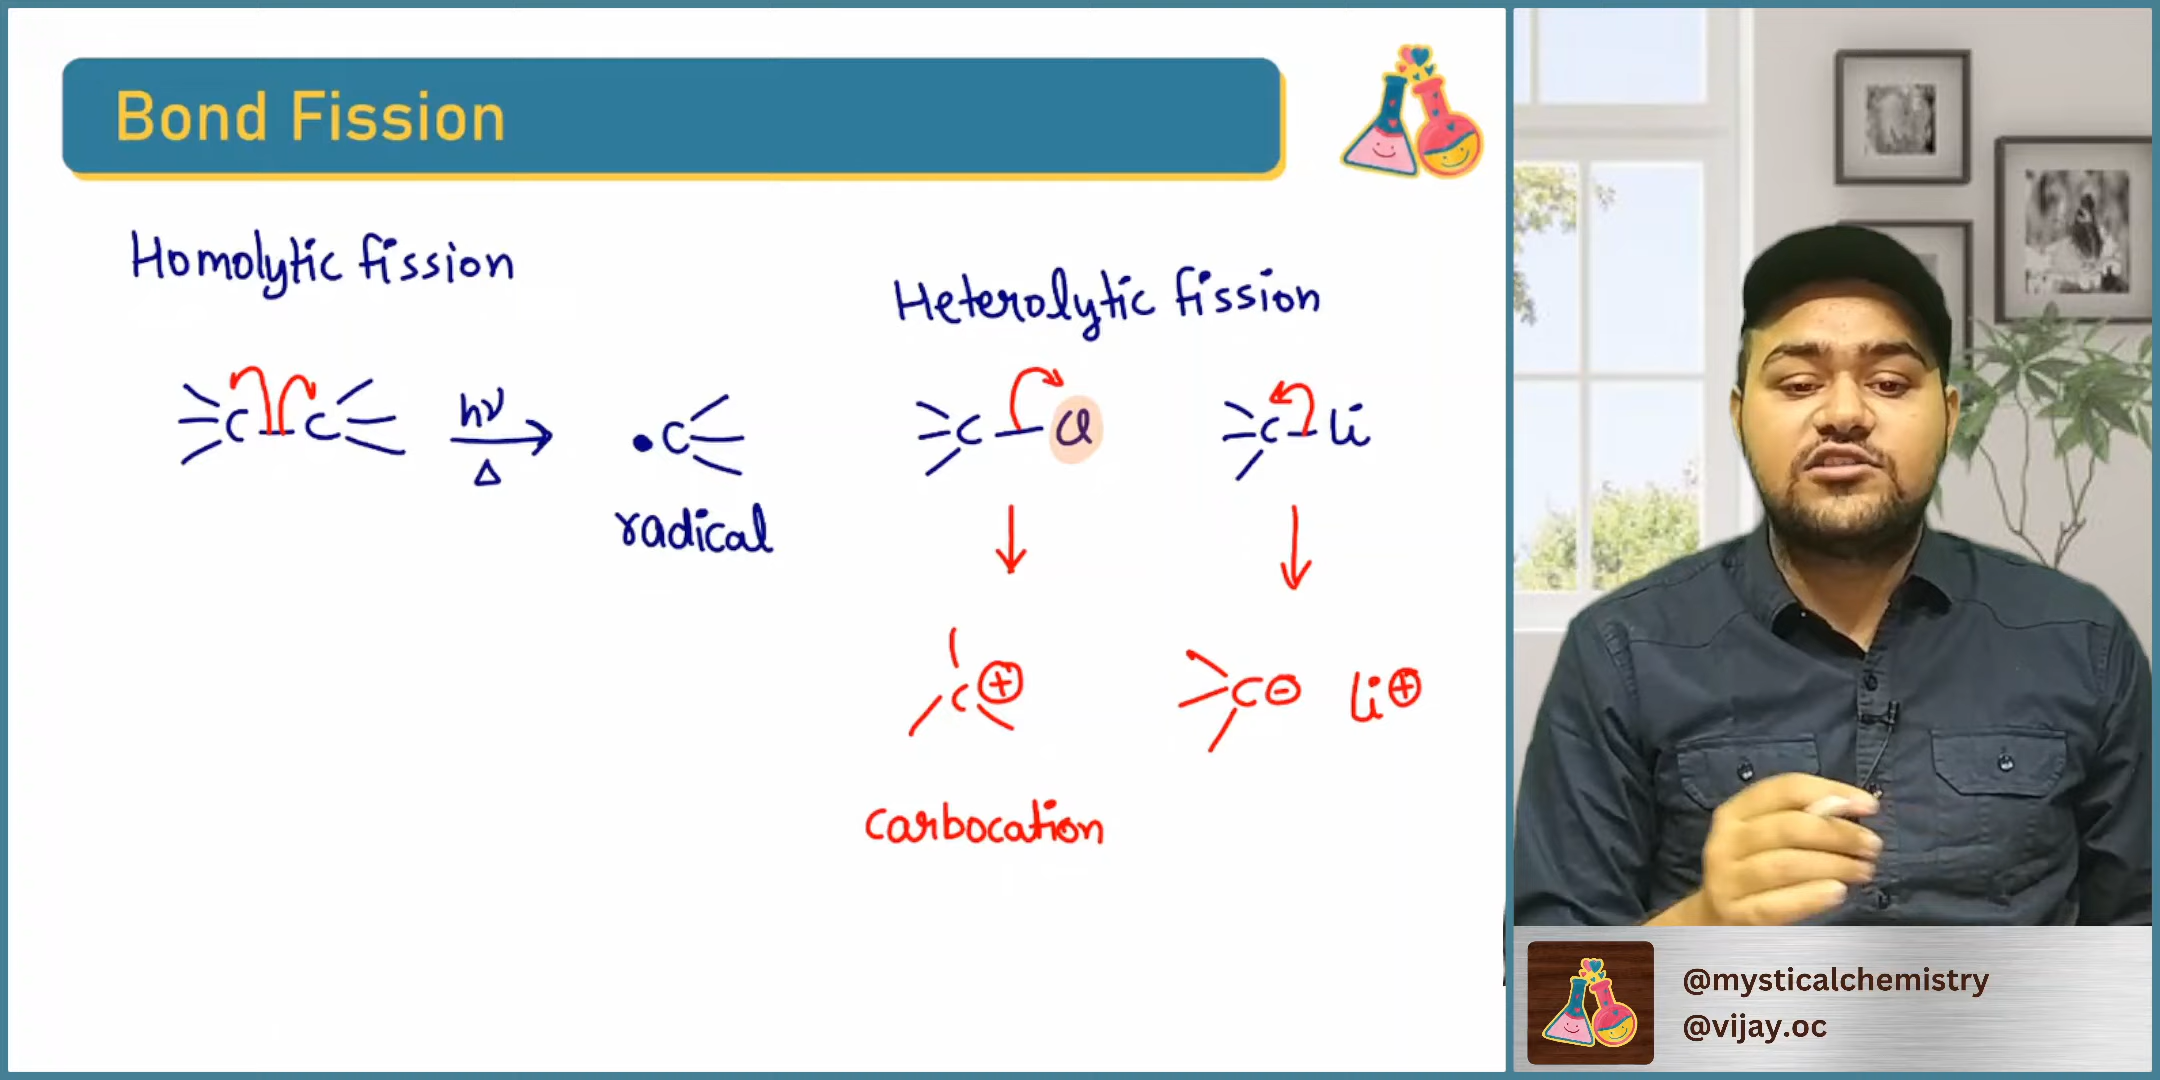 Bond Fission
Homolytic fission
C – C
hν
Δ
•C
radical
Heterolytic fission
C – Cl
C – Li
C⊕
C⊖ Li⊕
carbocation
@mysticalchemistry
@vijay.oc